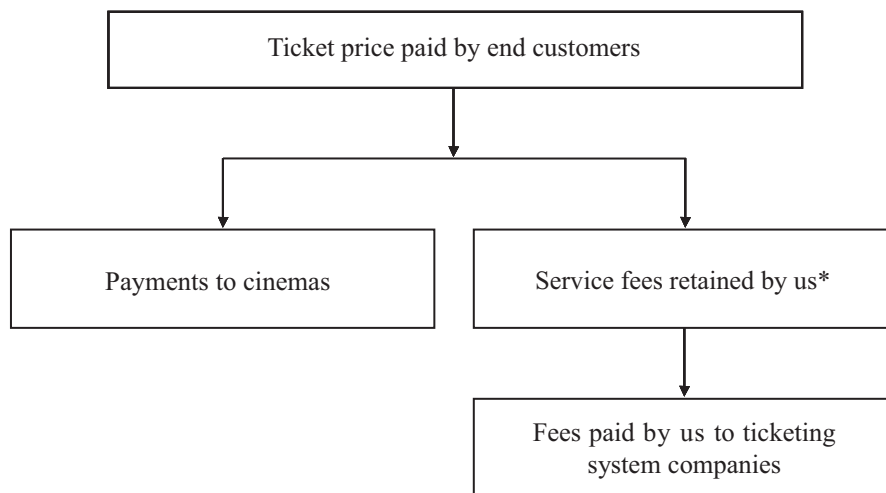 Ticket price paid by end customers
Payments to cinemas
Service fees retained by us*
Fees paid by us to ticketing
system companies